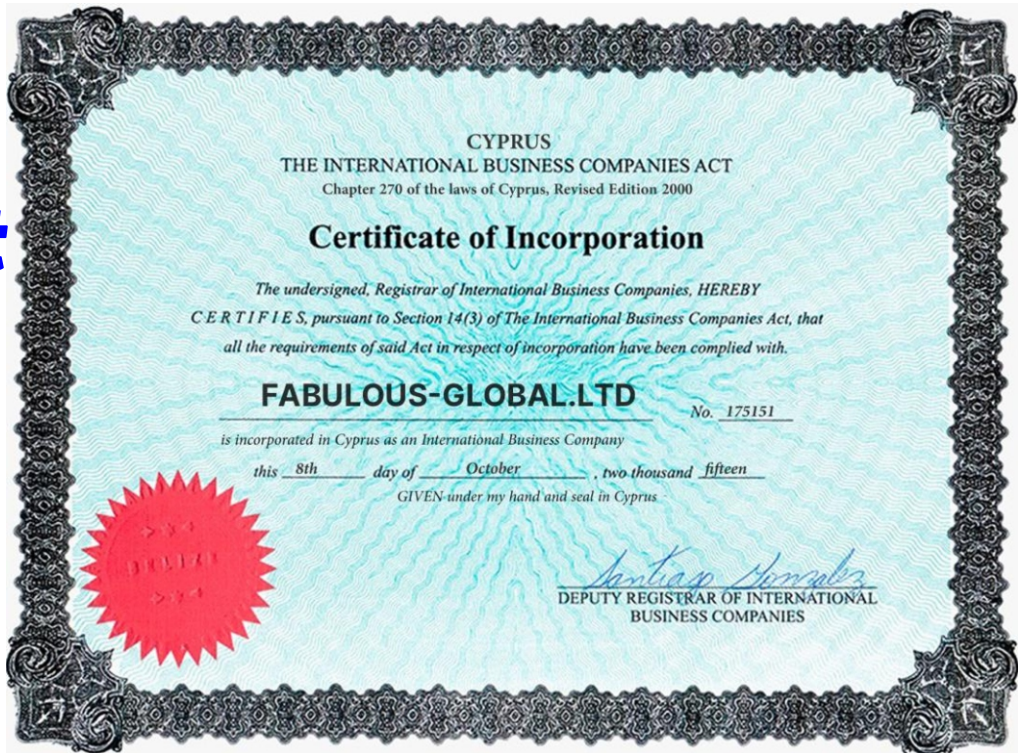 CYPRUS
THE INTERNATIONAL BUSINESS COMPANIES ACT
Chapter 270 of the laws of Cyprus, Revised Edition 2000
Certificate of Incorporation
The undersigned, Registrar of International Business Companies, HEREBY
C E R T I F I E S, pursuant to Section 14(3) of The International Business Companies Act, that
all the requirements of said Act in respect of incorporation have been complied with.
FABULOUS-GLOBAL.LTD No. 175151
is incorporated in Cyprus as an International Business Company
this 8th day of October , two thousand fifteen
GIVEN under my hand and seal in Cyprus
BELIZE
Santiago Gonzalez
DEPUTY REGISTRAR OF INTERNATIONAL
BUSINESS COMPANIES